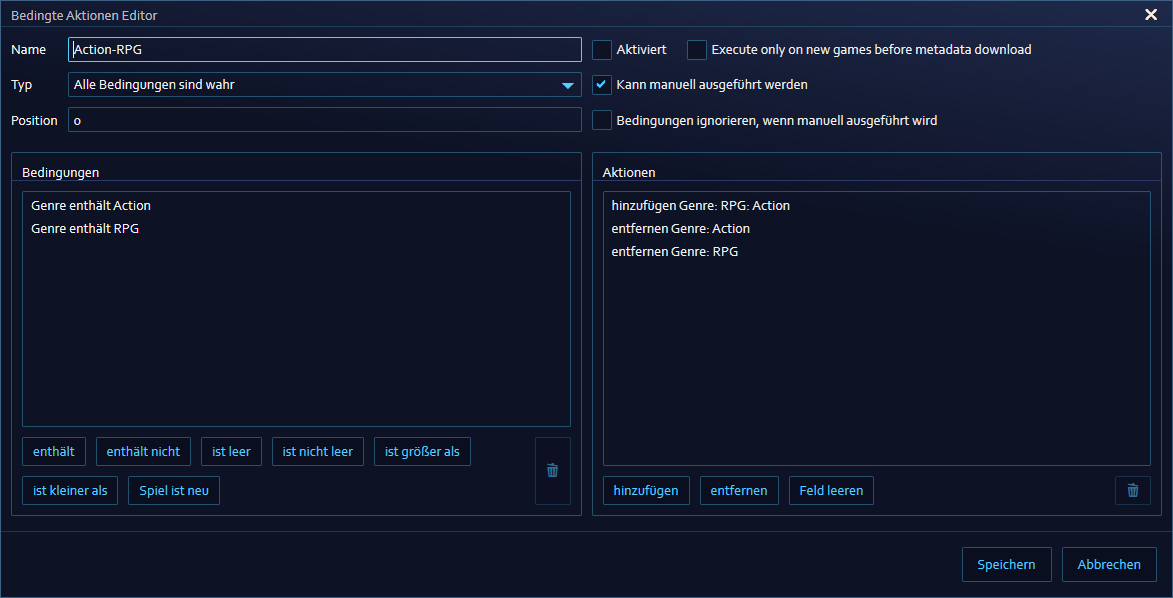 Bedingte Aktionen Editor
Name Action-RPG Aktiviert Execute only on new games before metadata download
Typ Alle Bedingungen sind wahr Kann manuell ausgeführt werden
Position 0 Bedingungen ignorieren, wenn manuell ausgeführt wird
Bedingungen
Genre enthält Action
Genre enthält RPG
enthält enthält nicht ist leer ist nicht leer ist größer als
ist kleiner als Spiel ist neu
Aktionen
hinzufügen Genre: RPG: Action
entfernen Genre: Action
entfernen Genre: RPG
hinzufügen entfernen Feld leeren
Speichern Abbrechen